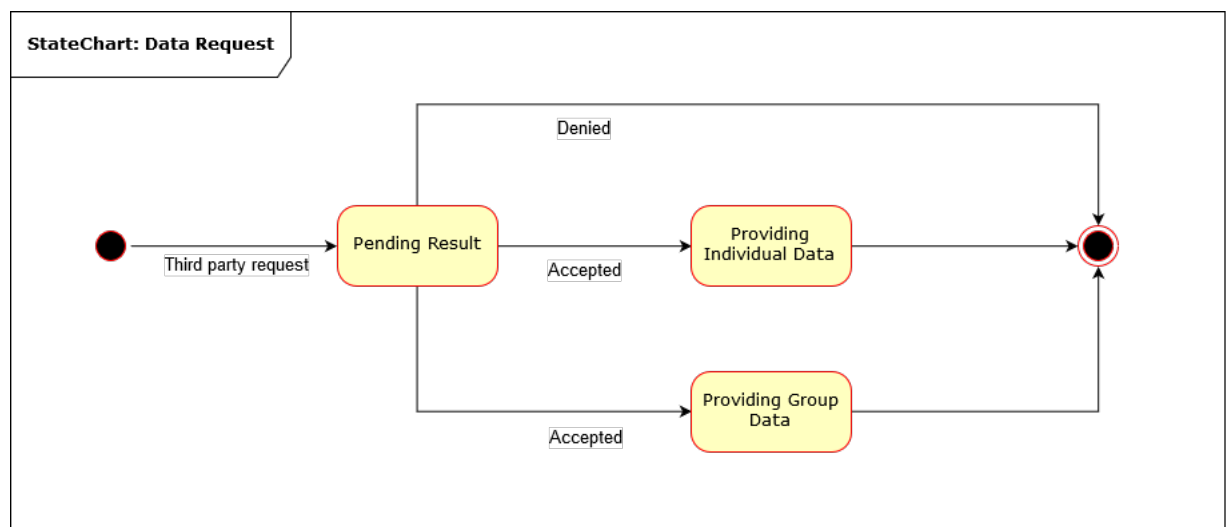 StateChart: Data Request
Denied
Pending Result
Providing
Individual Data
Third party request
Accepted
Providing Group
Data
Accepted